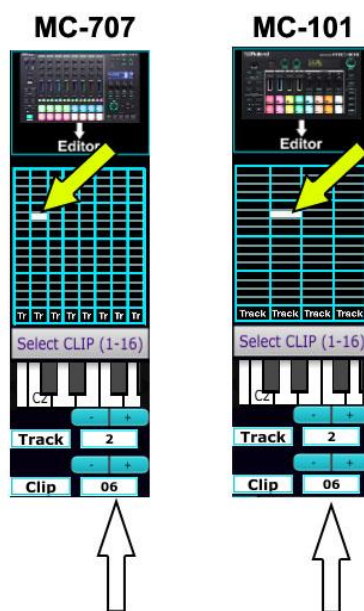 MC-707
MC-101
Editor
Editor
Tr Tr Tr Tr Tr Tr Tr Tr
Track Track Track Track
Select CLIP (1-16)
Select CLIP (1-16)
C2
C2
- +
- +
Track 2
Track 2
- +
- +
Clip 06
Clip 06